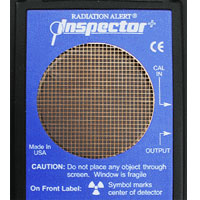 RADIATION ALERT®
Inspector+
CE
CAL
IN
Made In
USA
OUTPUT
CAUTION: Do not place any object through
screen. Window is fragile
On Front Label: Symbol marks
center of detector